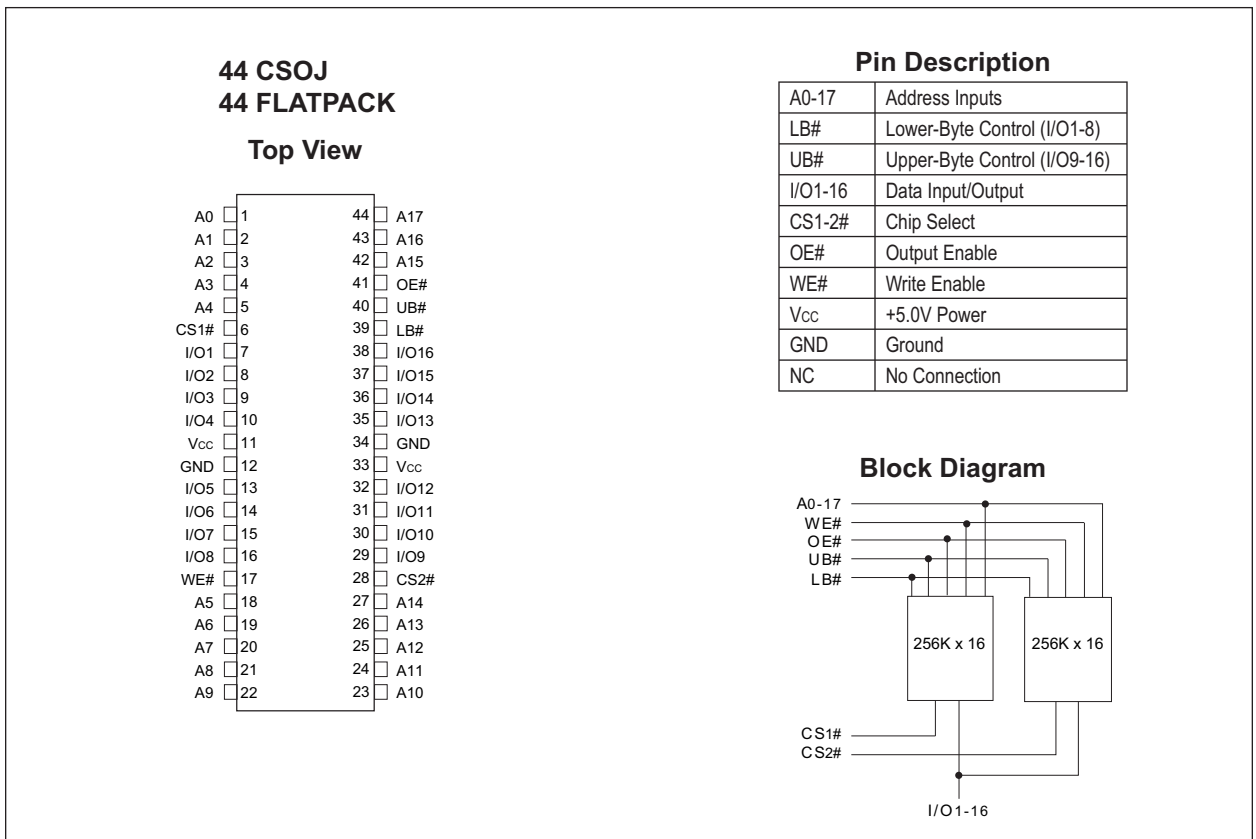 44 CSOJ
44 FLATPACK
Top View
A0 1 44 A17
A1 2 43 A16
A2 3 42 A15
A3 4 41 OE#
A4 5 40 UB#
CS1# 6 39 LB#
I/O1 7 38 I/O16
I/O2 8 37 I/O15
I/O3 9 36 I/O14
I/O4 10 35 I/O13
Vcc 11 34 GND
GND 12 33 Vcc
I/O5 13 32 I/O12
I/O6 14 31 I/O11
I/O7 15 30 I/O10
I/O8 16 29 I/O9
WE# 17 28 CS2#
A5 18 27 A14
A6 19 26 A13
A7 20 25 A12
A8 21 24 A11
A9 22 23 A10
Pin Description
A0-17 Address Inputs
LB# Lower-Byte Control (I/O1-8)
UB# Upper-Byte Control (I/O9-16)
I/O1-16 Data Input/Output
CS1-2# Chip Select
OE# Output Enable
WE# Write Enable
Vcc +5.0V Power
GND Ground
NC No Connection
Block Diagram
A0-17
WE#
OE#
UB#
LB#
256K x 16 256K x 16
CS1#
CS2#
I/O1-16